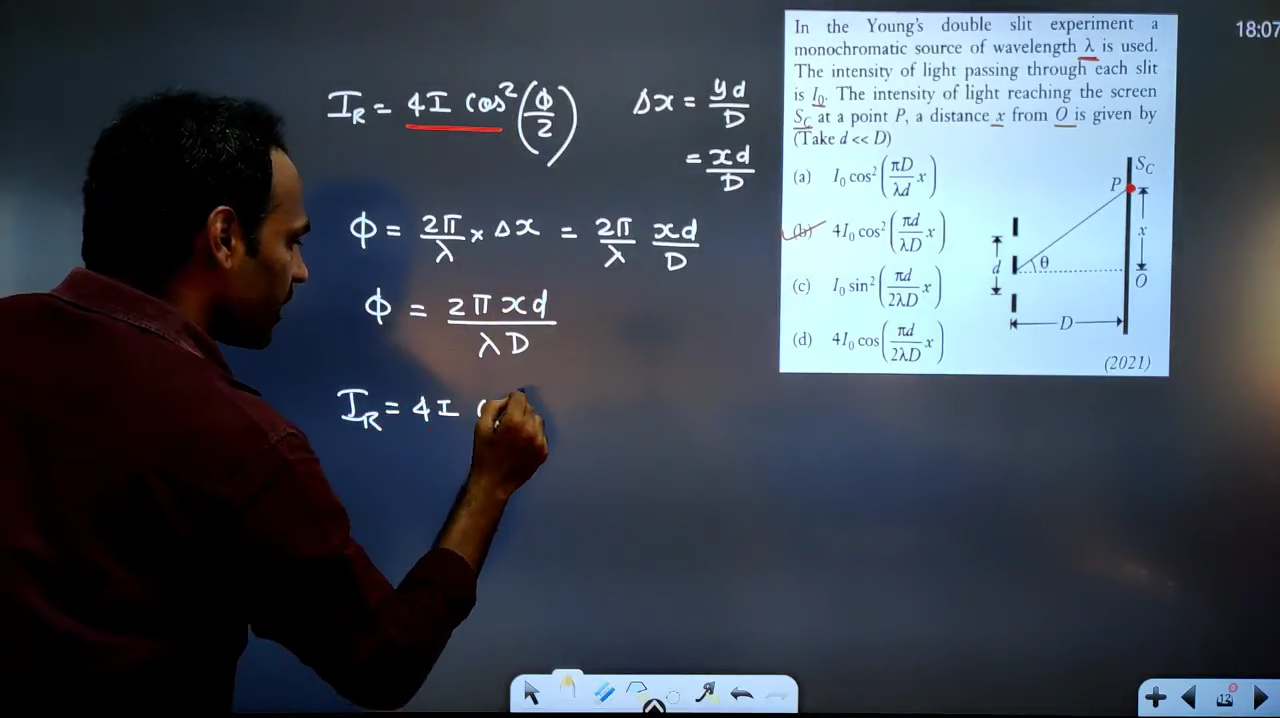 I_R = 4I cos²(ϕ/2)
Δx = yd/D
= xd/D
ϕ = 2π/λ × Δx = 2π/λ xd/D
ϕ = 2πxd/λD
I_R = 4I
18:07
In the Young's double slit experiment a
monochromatic source of wavelength λ is used.
The intensity of light passing through each slit
is I₀. The intensity of light reaching the screen
S_C at a point P, a distance x from O is given by
(Take d << D)
(a) I₀ cos²(πD/λd x)
(b) 4I₀ cos²(πd/λD x)
(c) I₀ sin²(πd/2λD x)
(d) 4I₀ cos(πd/2λD x)
S_C
P
x
d
θ
O
D
(2021)
12